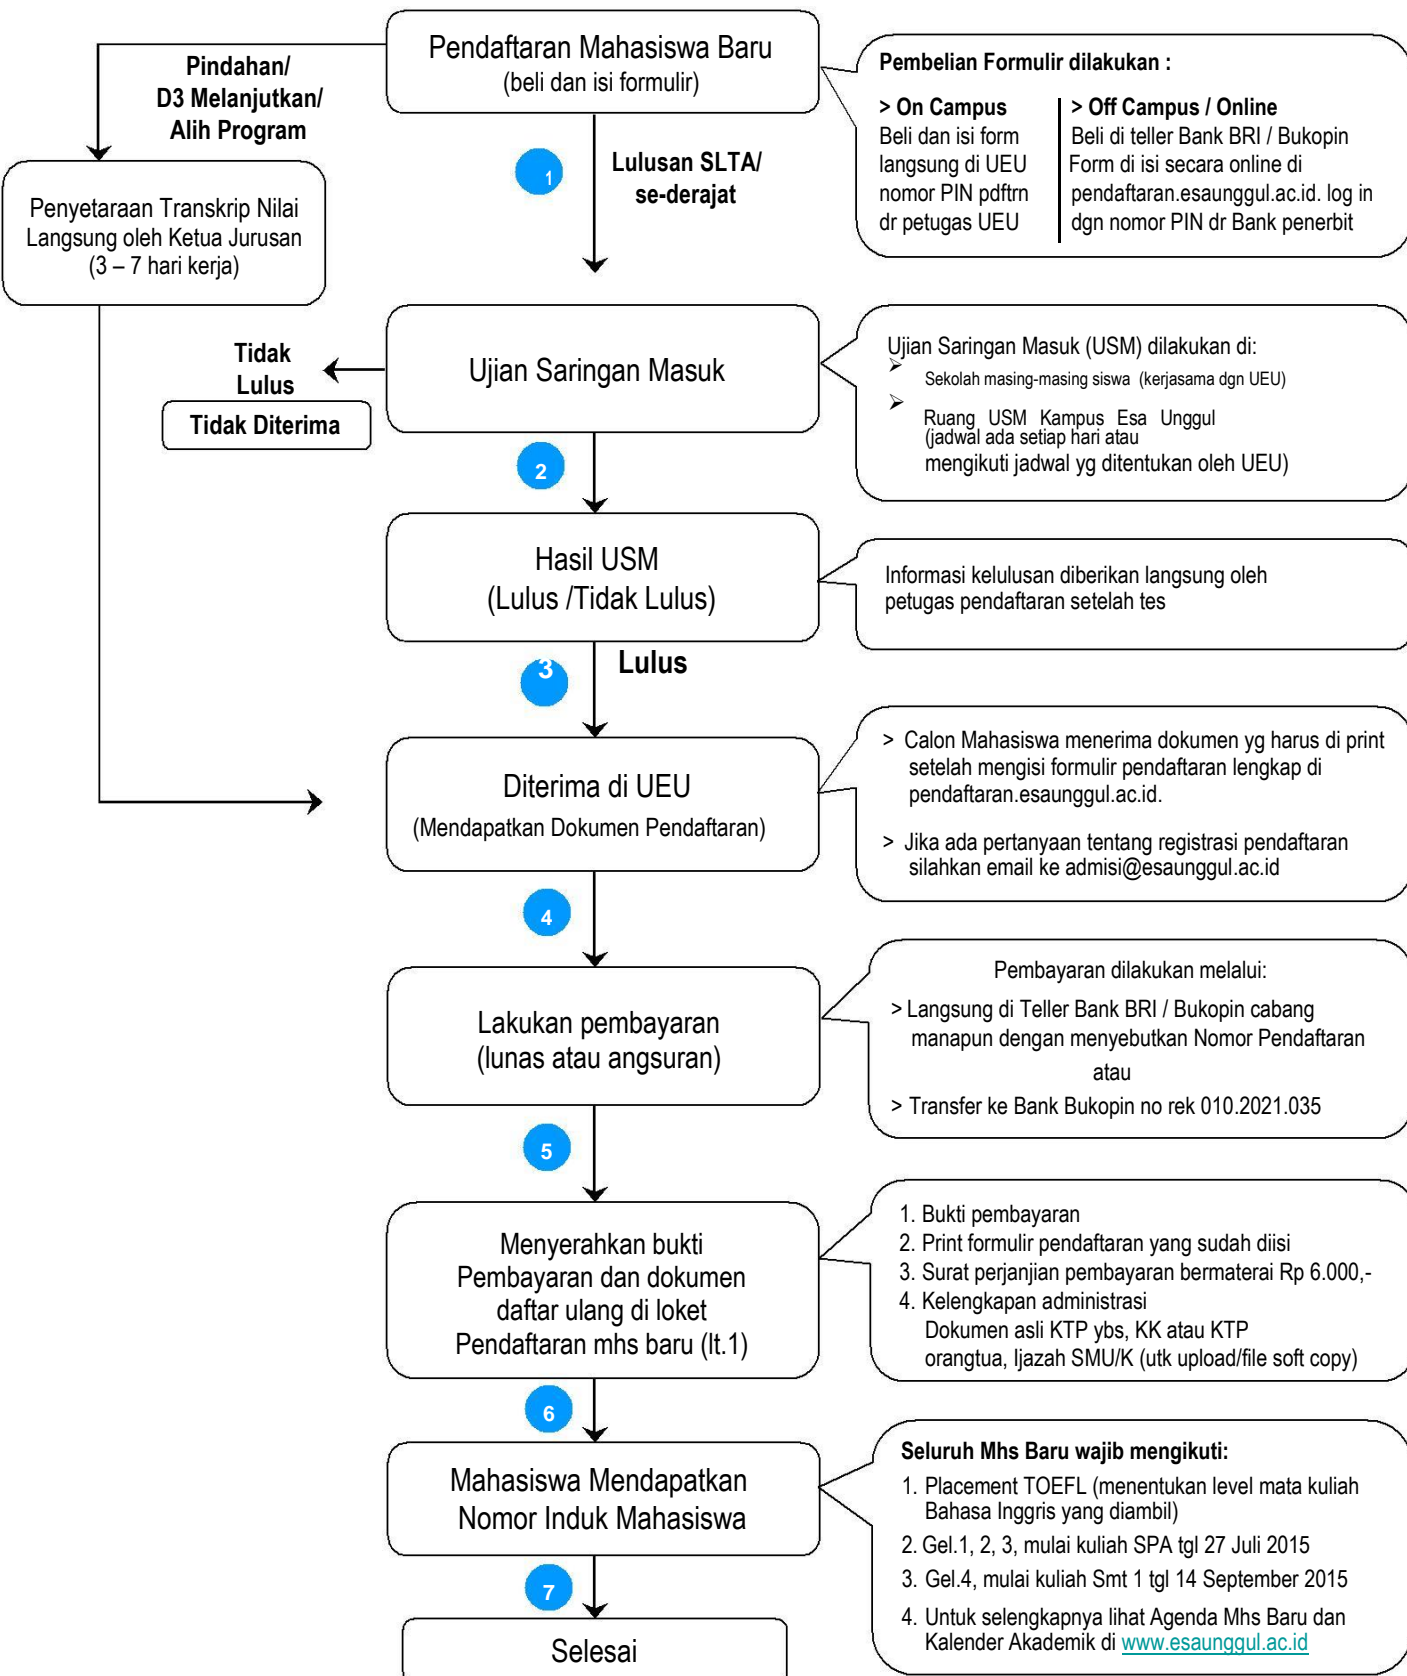 Pendaftaran Mahasiswa Baru
(beli dan isi formulir)
Pindahan/
D3 Melanjutkan/
Alih Program
Pembelian Formulir dilakukan :
> On Campus
Beli dan isi form
langsung di UEU
nomor PIN pdftrn
dr petugas UEU
> Off Campus / Online
Beli di teller Bank BRI / Bukopin
Form di isi secara online di
pendaftaran.esaunggul.ac.id. log in
dgn nomor PIN dr Bank penerbit
1
Lulusan SLTA/
se-derajat
Penyetaraan Transkrip Nilai
Langsung oleh Ketua Jurusan
(3 – 7 hari kerja)
Ujian Saringan Masuk
Tidak
Lulus
Tidak Diterima
Ujian Saringan Masuk (USM) dilakukan di:
➢ Sekolah masing-masing siswa (kerjasama dgn UEU)
➢ Ruang USM Kampus Esa Unggul
(jadwal ada setiap hari atau
mengikuti jadwal yg ditentukan oleh UEU)
2
Hasil USM
(Lulus /Tidak Lulus)
Informasi kelulusan diberikan langsung oleh
petugas pendaftaran setelah tes
3
Lulus
Diterima di UEU
(Mendapatkan Dokumen Pendaftaran)
> Calon Mahasiswa menerima dokumen yg harus di print
setelah mengisi formulir pendaftaran lengkap di
pendaftaran.esaunggul.ac.id.
> Jika ada pertanyaan tentang registrasi pendaftaran
silahkan email ke admisi@esaunggul.ac.id
4
Lakukan pembayaran
(lunas atau angsuran)
Pembayaran dilakukan melalui:
> Langsung di Teller Bank BRI / Bukopin cabang
manapun dengan menyebutkan Nomor Pendaftaran
atau
> Transfer ke Bank Bukopin no rek 010.2021.035
5
Menyerahkan bukti
Pembayaran dan dokumen
daftar ulang di loket
Pendaftaran mhs baru (lt.1)
1. Bukti pembayaran
2. Print formulir pendaftaran yang sudah diisi
3. Surat perjanjian pembayaran bermaterai Rp 6.000,-
4. Kelengkapan administrasi
Dokumen asli KTP ybs, KK atau KTP
orangtua, Ijazah SMU/K (utk upload/file soft copy)
6
Mahasiswa Mendapatkan
Nomor Induk Mahasiswa
Seluruh Mhs Baru wajib mengikuti:
1. Placement TOEFL (menentukan level mata kuliah
Bahasa Inggris yang diambil)
2. Gel.1, 2, 3, mulai kuliah SPA tgl 27 Juli 2015
3. Gel.4, mulai kuliah Smt 1 tgl 14 September 2015
4. Untuk selengkapnya lihat Agenda Mhs Baru dan
Kalender Akademik di www.esaunggul.ac.id
7
Selesai